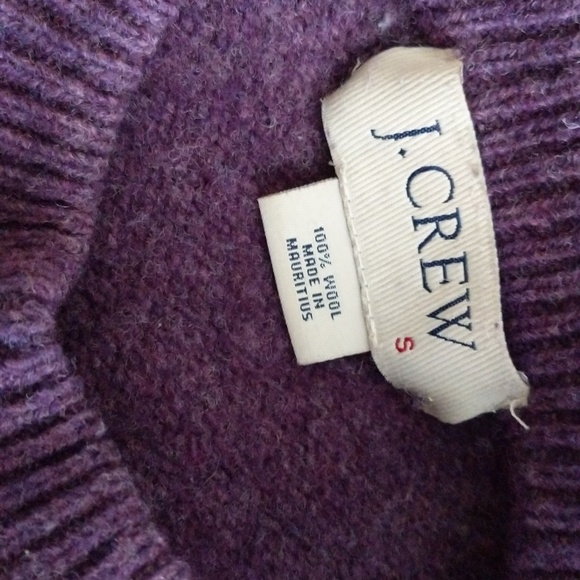 J.CREW
S
100% WOOL
MADE IN
MAURITIUS